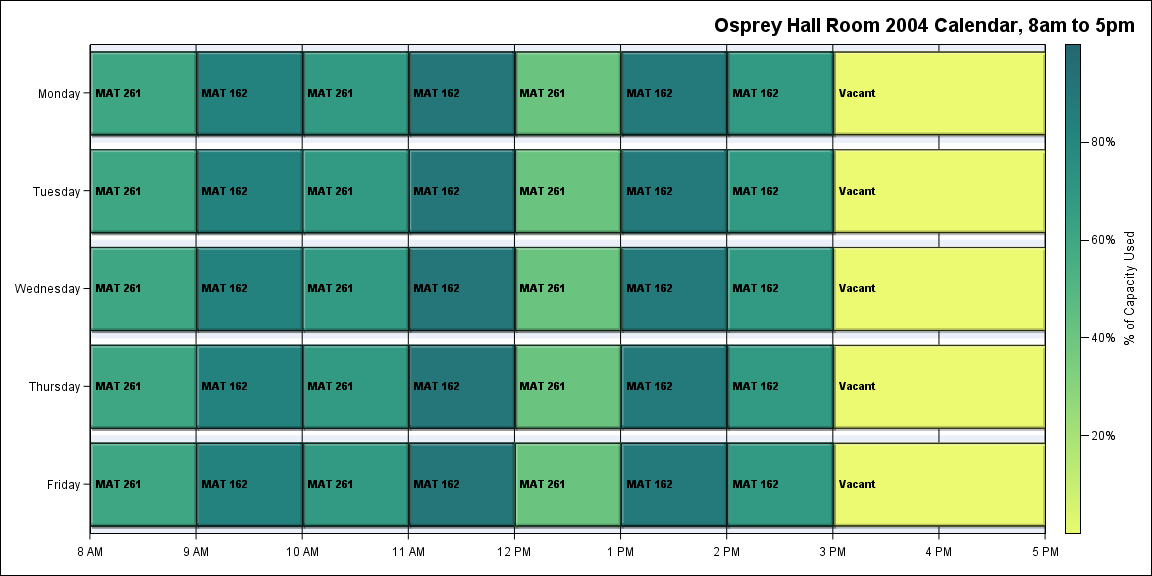 Osprey Hall Room 2004 Calendar, 8am to 5pm
Monday MAT 261 MAT 162 MAT 261 MAT 162 MAT 261 MAT 162 MAT 162 Vacant
80%
Tuesday MAT 261 MAT 162 MAT 261 MAT 162 MAT 261 MAT 162 MAT 162 Vacant
60%
Wednesday MAT 261 MAT 162 MAT 261 MAT 162 MAT 261 MAT 162 MAT 162 Vacant
% of Capacity Used
40%
Thursday MAT 261 MAT 162 MAT 261 MAT 162 MAT 261 MAT 162 MAT 162 Vacant
20%
Friday MAT 261 MAT 162 MAT 261 MAT 162 MAT 261 MAT 162 MAT 162 Vacant
8 AM 9 AM 10 AM 11 AM 12 PM 1 PM 2 PM 3 PM 4 PM 5 PM